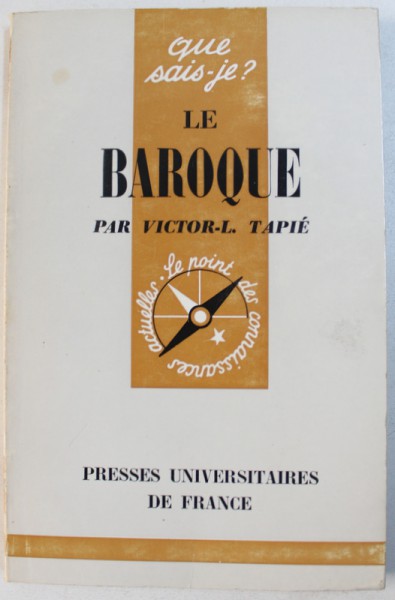 que
sais-je?
LE
BAROQUE
PAR VICTOR-L. TAPIÉ
Le point des connaissances actuelles.
PRESSES UNIVERSITAIRES
DE FRANCE